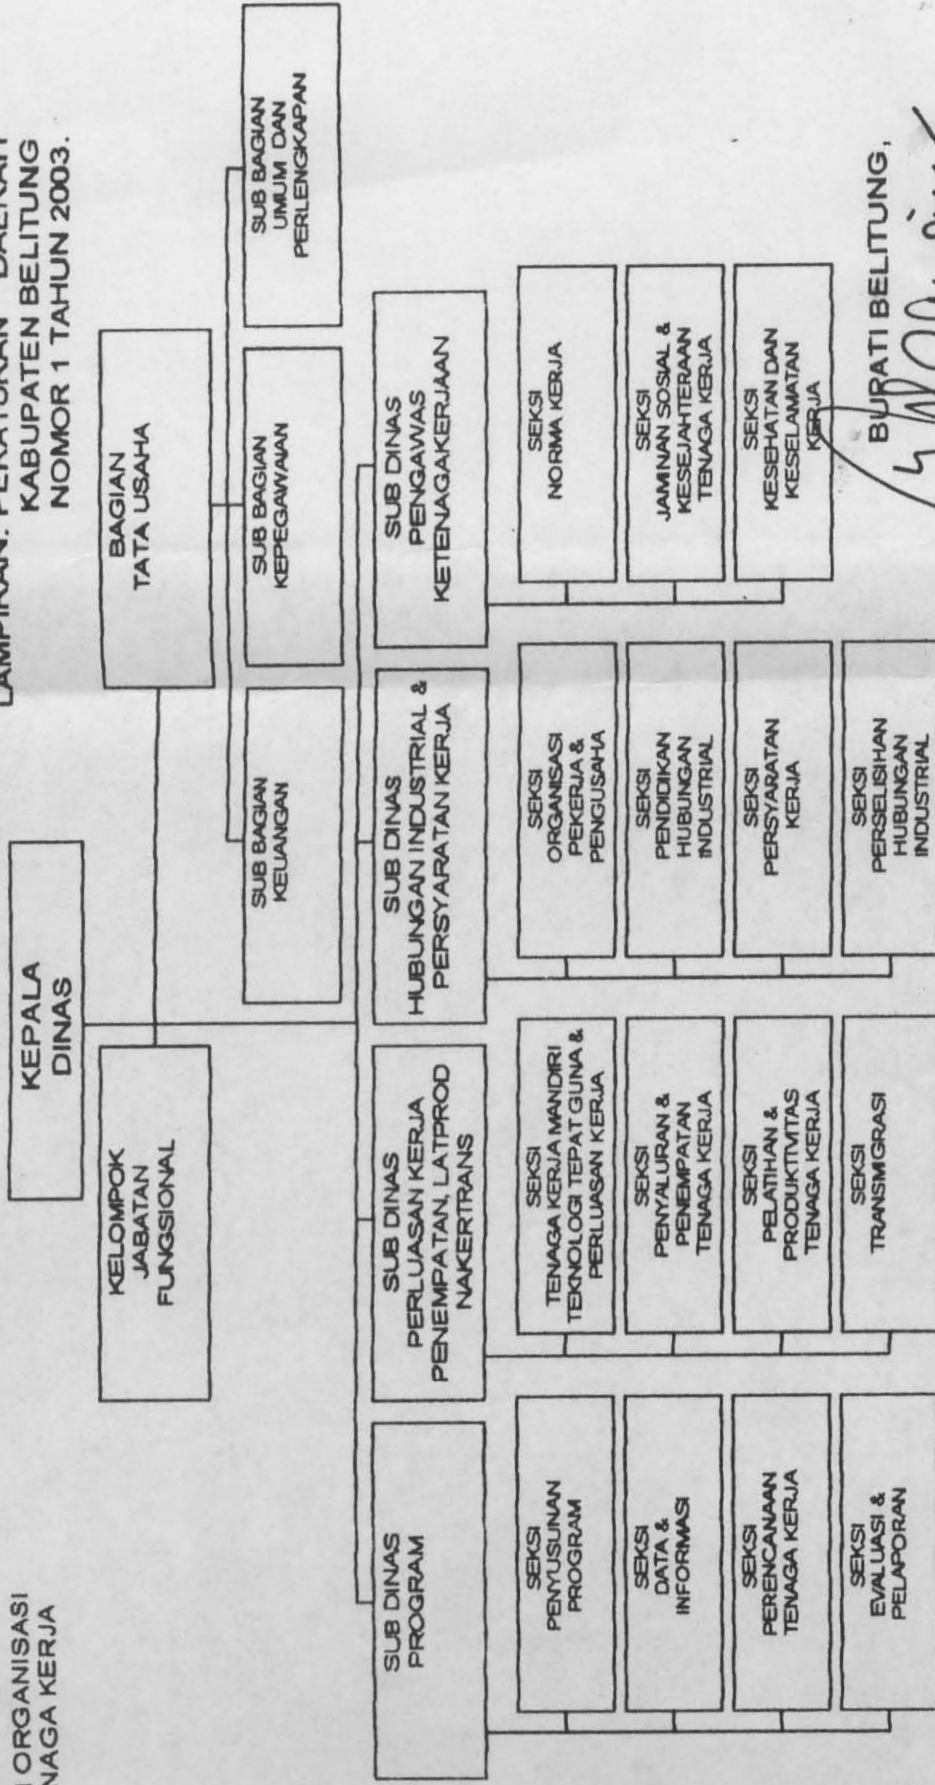 ORGANISASI
NAGA KERJA
LAMPIRAN: PERATURAN DAERAH
KABUPATEN BELITUNG
NOMOR 1 TAHUN 2003.
KEPALA
DINAS
KELOMPOK
JABATAN
FUNGSIONAL
BAGIAN
TATA USAHA
SUB BAGIAN
KEUANGAN
SUB BAGIAN
KEPEGAWAIAN
SUB BAGIAN
UMUM DAN
PERLENGKAPAN
SUB DINAS
PROGRAM
SUB DINAS
PERLUASAN KERJA
PENEMPATAN, LATPROD
NAKERTRANS
SUB DINAS
HUBUNGAN INDUSTRIAL &
PERSYARATAN KERJA
SUB DINAS
PENGAWAS
KETENAGAKERJAAN
SEKSI
PENYUSUNAN
PROGRAM
SEKSI
DATA &
INFORMASI
SEKSI
PERENCANAAN
TENAGA KERJA
SEKSI
EVALUASI &
PELAPORAN
SEKSI
TENAGA KERJA MANDIRI
TEKNOLOGI TEPAT GUNA &
PERLUASAN KERJA
SEKSI
PENYALURAN &
PENEMPATAN
TENAGA KERJA
SEKSI
PELATIHAN &
PRODUKTIVITAS
TENAGA KERJA
SEKSI
TRANSMIGRASI
SEKSI
ORGANISASI
PEKERJA &
PENGUSAHA
SEKSI
PENDIDIKAN
HUBUNGAN
INDUSTRIAL
SEKSI
PERSYARATAN
KERJA
SEKSI
PERSELISIHAN
HUBUNGAN
INDUSTRIAL
SEKSI
NORMA KERJA
SEKSI
JAMINAN SOSIAL &
KESEJAHTERAAN
TENAGA KERJA
SEKSI
KESEHATAN DAN
KESELAMATAN
KERJA
BUPATI BELITUNG,